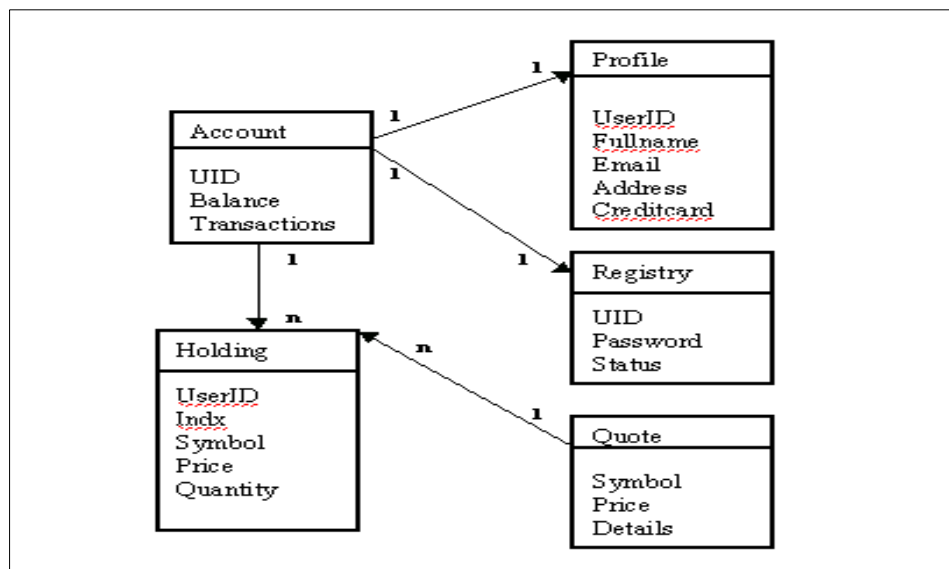 Profile
UserID
Fullname
Email
Address
Creditcard
1
1
Account
UID
Balance
Transactions
1
1
1
n
Registry
UID
Password
Status
Holding
UserID
Indx
Symbol
Price
Quantity
n
1
Quote
Symbol
Price
Details